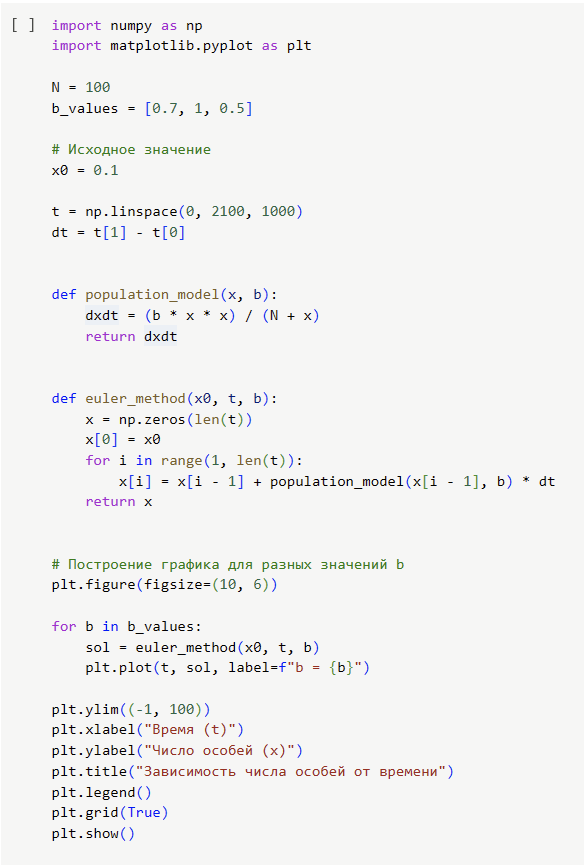 [ ] import numpy as np
import matplotlib.pyplot as plt
N = 100
b_values = [0.7, 1, 0.5]
# Исходное значение
x0 = 0.1
t = np.linspace(0, 2100, 1000)
dt = t[1] - t[0]
def population_model(x, b):
    dxdt = (b * x * x) / (N + x)
    return dxdt
def euler_method(x0, t, b):
    x = np.zeros(len(t))
    x[0] = x0
    for i in range(1, len(t)):
        x[i] = x[i - 1] + population_model(x[i - 1], b) * dt
    return x
# Построение графика для разных значений b
plt.figure(figsize=(10, 6))
for b in b_values:
    sol = euler_method(x0, t, b)
    plt.plot(t, sol, label=f"b = {b}")
plt.ylim((-1, 100))
plt.xlabel("Время (t)")
plt.ylabel("Число особей (x)")
plt.title("Зависимость числа особей от времени")
plt.legend()
plt.grid(True)
plt.show()